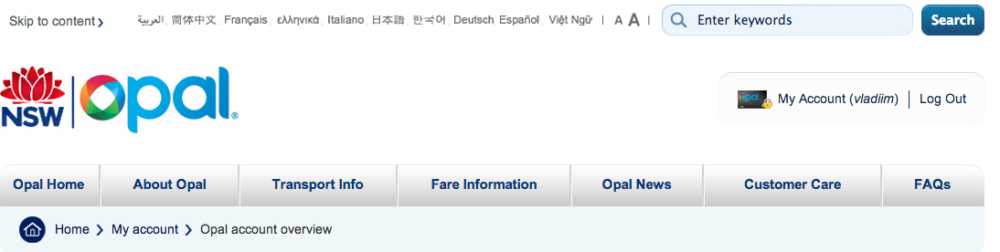 Skip to content العربية 简体中文 Français ελληνικά Italiano 日本語 한국어 Deutsch Español Việt Ngữ | A A | Enter keywords Search
NSW | opal®
opal My Account (vladiim) | Log Out
Opal Home About Opal Transport Info Fare Information Opal News Customer Care FAQs
Home My account Opal account overview